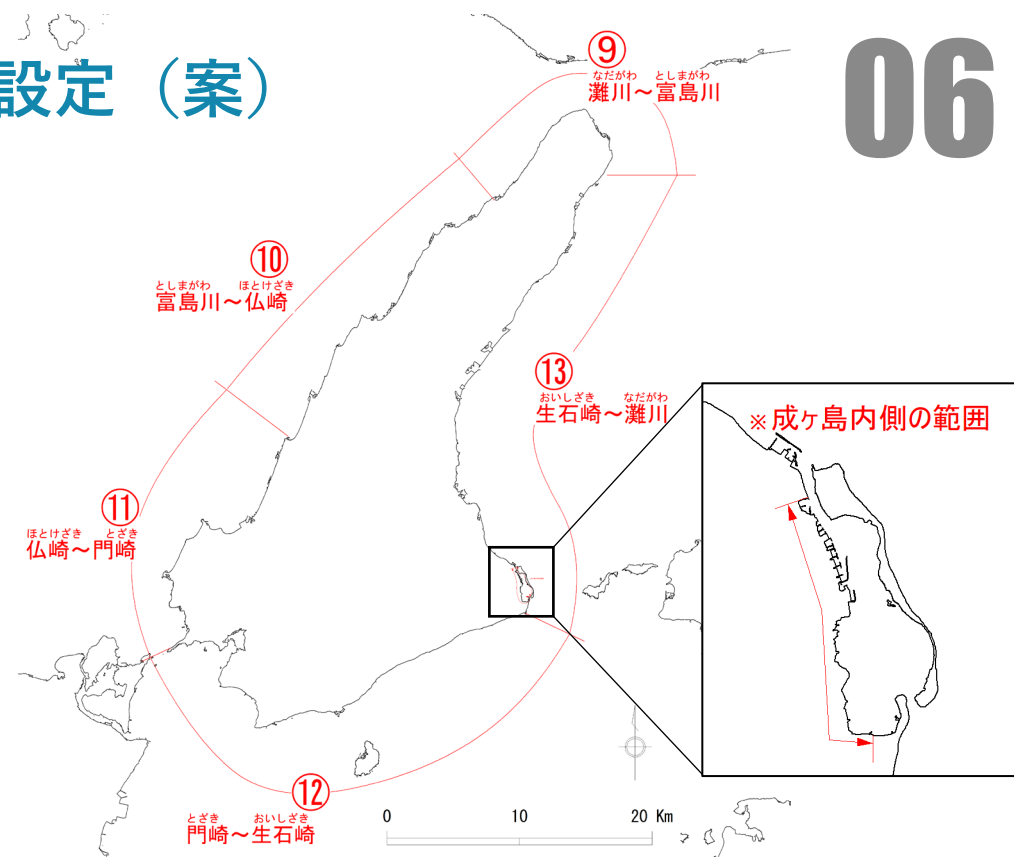 設定（案）
06
⑨
なだがわ としまがわ
灘川～富島川
⑩
としまがわ ほとけざき
富島川～仏崎
⑬
おいしざき なだがわ
生石崎～灘川
※成ヶ島内側の範囲
⑪
ほとけざき とざき
仏崎～門崎
⑫
とざき おいしざき
門崎～生石崎
0 10 20 Km